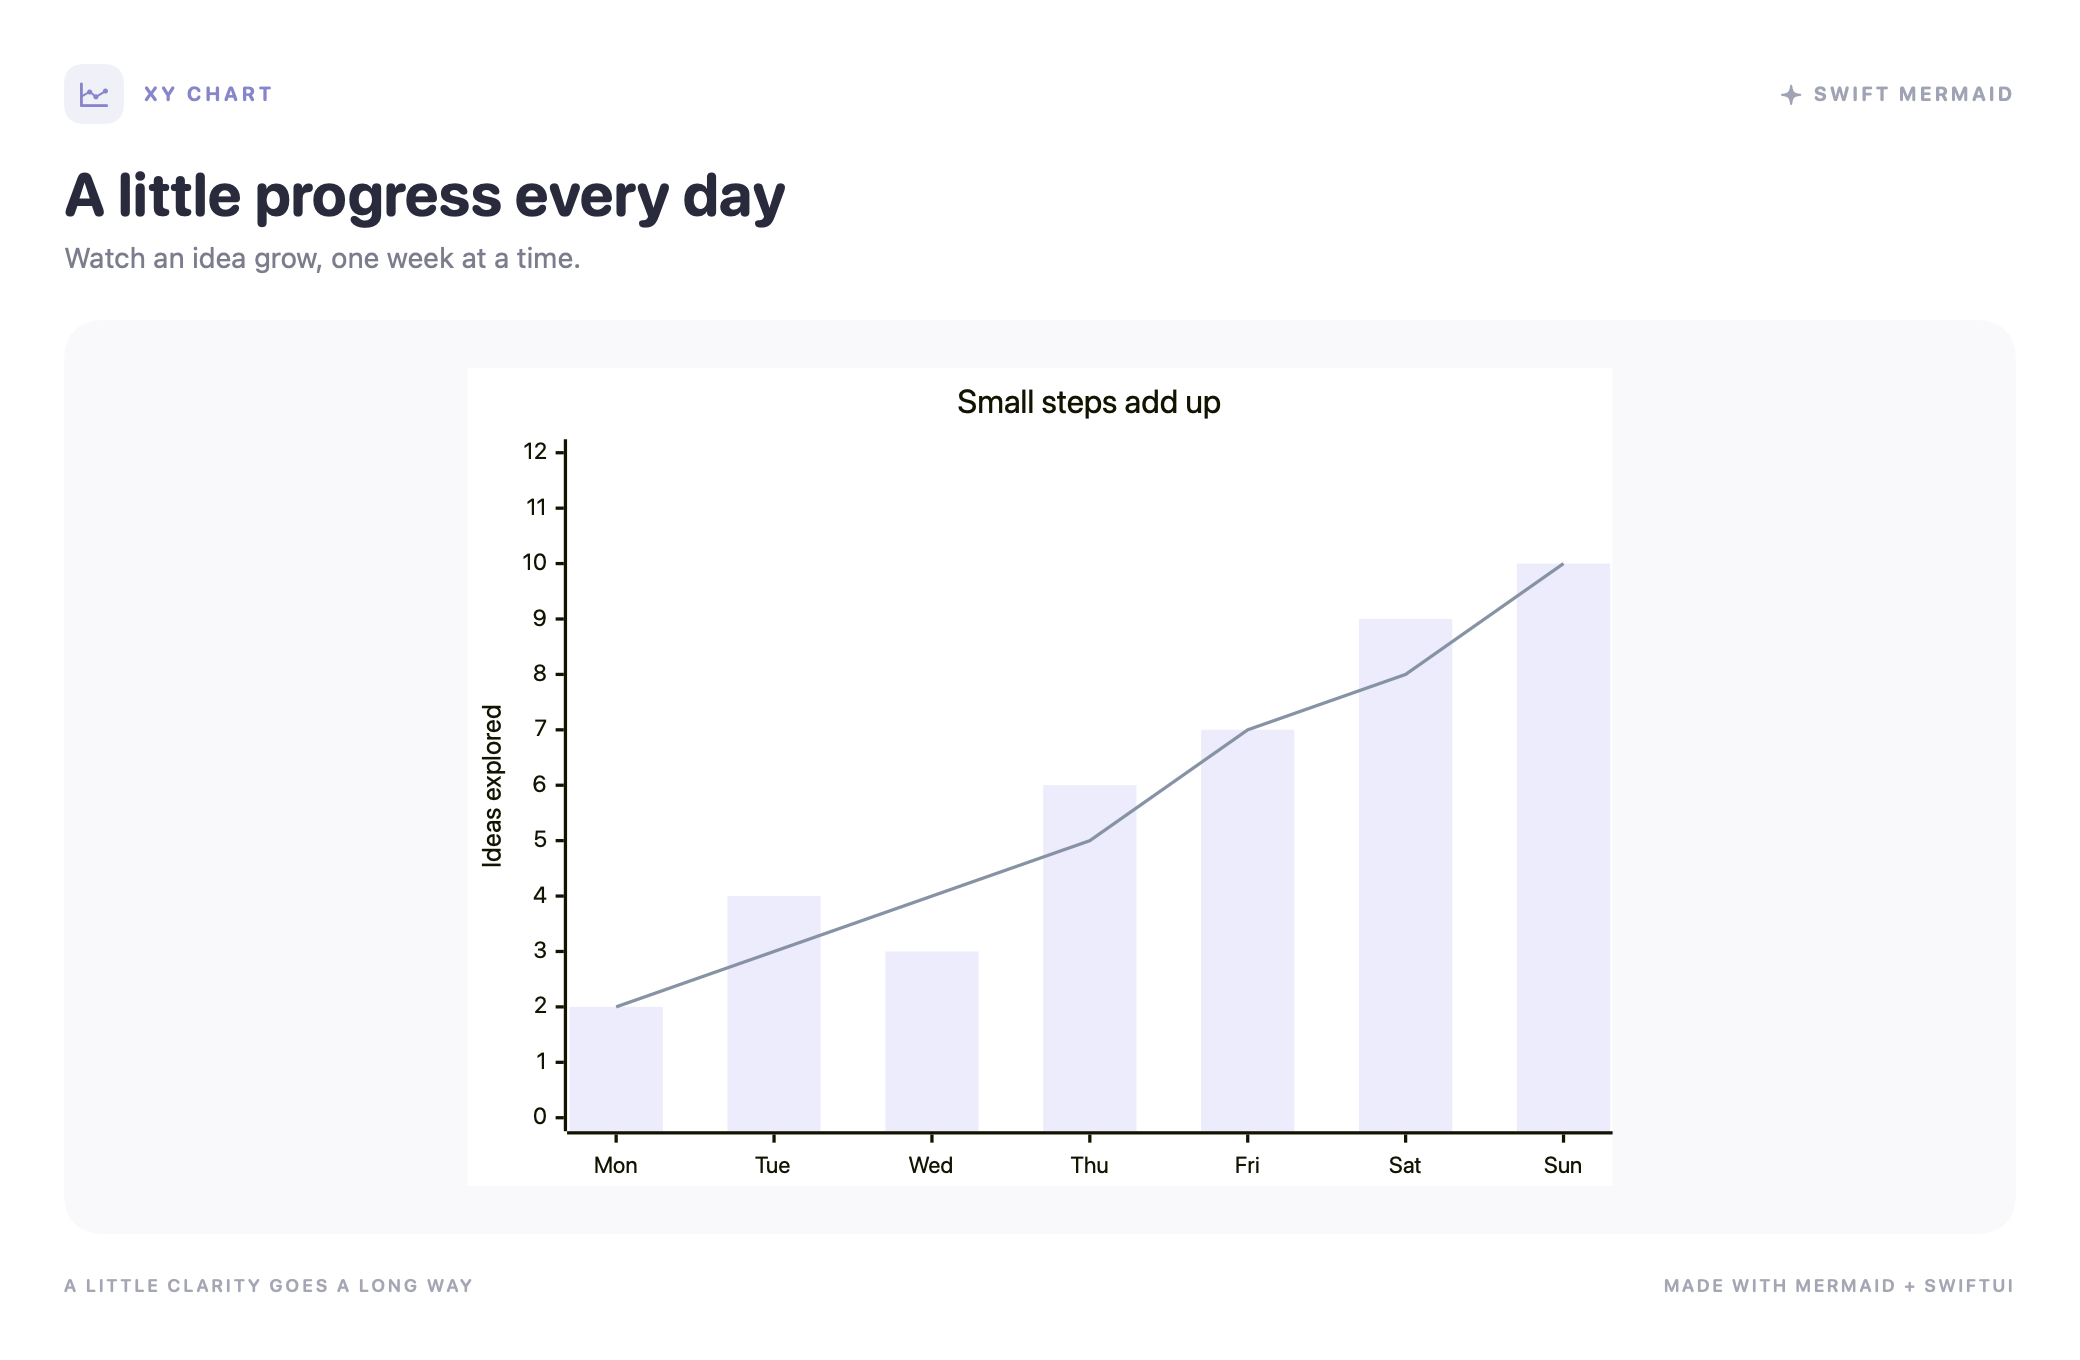 XY CHART
SWIFT MERMAID
A little progress every day
Watch an idea grow, one week at a time.
Small steps add up
12
11
10
9
8
7
6
5
4
3
2
1
0
Ideas explored
Mon Tue Wed Thu Fri Sat Sun
A LITTLE CLARITY GOES A LONG WAY
MADE WITH MERMAID + SWIFTUI